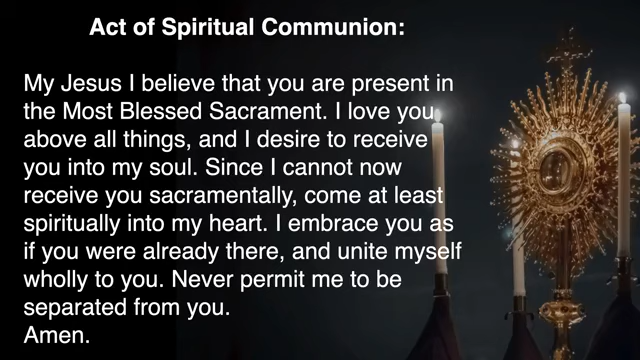 Act of Spiritual Communion:
My Jesus I believe that you are present in
the Most Blessed Sacrament. I love you
above all things, and I desire to receive
you into my soul. Since I cannot now
receive you sacramentally, come at least
spiritually into my heart. I embrace you as
if you were already there, and unite myself
wholly to you. Never permit me to be
separated from you.
Amen.